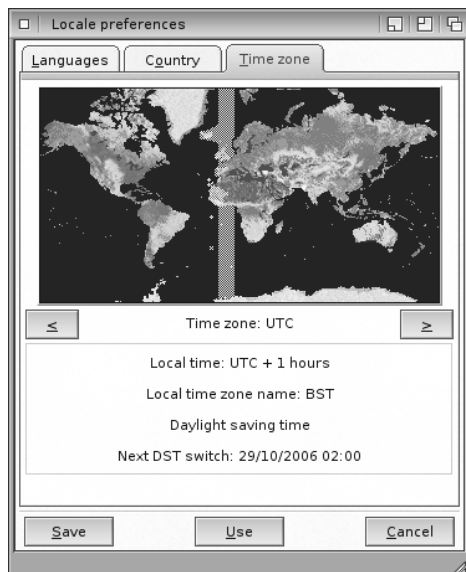 Locale preferences
Languages Country Time zone
< Time zone: UTC >
Local time: UTC + 1 hours
Local time zone name: BST
Daylight saving time
Next DST switch: 29/10/2006 02:00
Save Use Cancel